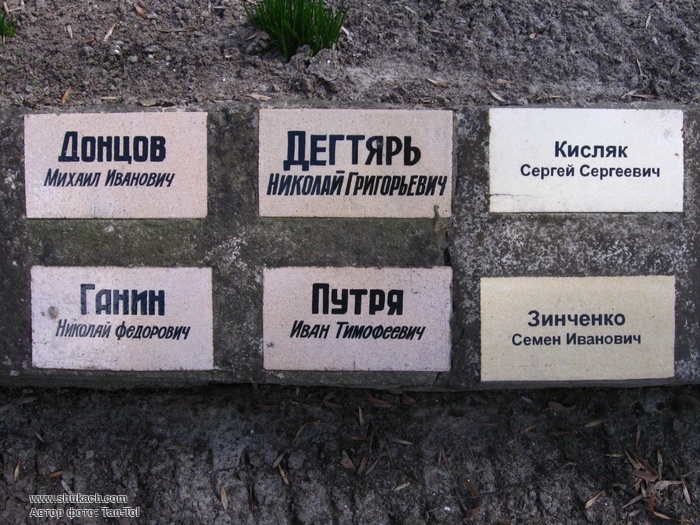 Донцов
Михаил Иванович
Дегтярь
Николай Григорьевич
Кисляк
Сергей Сергеевич
Ганин
Николай Федорович
Путря
Иван Тимофеевич
Зинченко
Семен Иванович
www.shukach.com
Автор фото: Tan-Tol